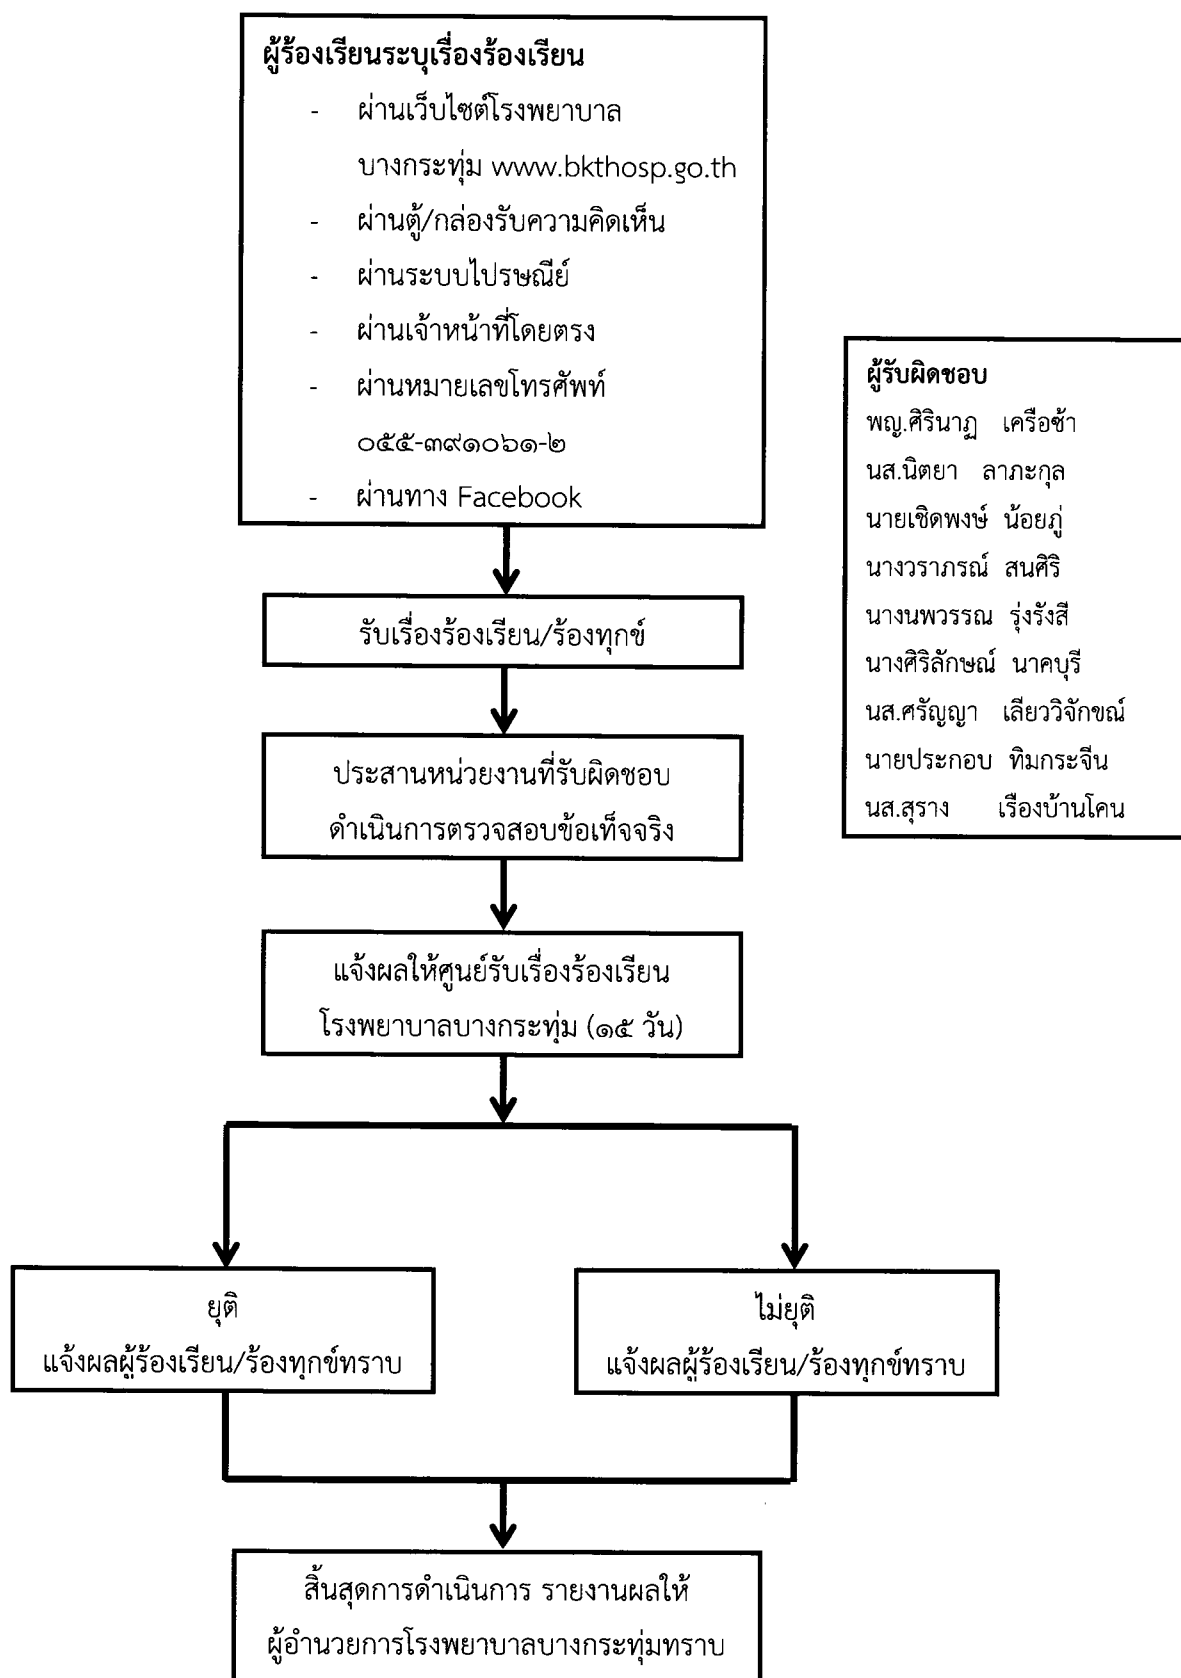 ผู้ร้องเรียนระบุเรื่องร้องเรียน
- ผ่านเว็บไซต์โรงพยาบาล
บางกระทุ่ม www.bkthosp.go.th
- ผ่านตู้/กล่องรับความคิดเห็น
- ผ่านระบบไปรษณีย์
- ผ่านเจ้าหน้าที่โดยตรง
- ผ่านหมายเลขโทรศัพท์
๐๕๕-๓๙๑๐๖๑-๒
- ผ่านทาง Facebook
รับเรื่องร้องเรียน/ร้องทุกข์
ประสานหน่วยงานที่รับผิดชอบ
ดำเนินการตรวจสอบข้อเท็จจริง
แจ้งผลให้ศูนย์รับเรื่องร้องเรียน
โรงพยาบาลบางกระทุ่ม (๑๕ วัน)
ยุติ
แจ้งผลผู้ร้องเรียน/ร้องทุกข์ทราบ
ไม่ยุติ
แจ้งผลผู้ร้องเรียน/ร้องทุกข์ทราบ
สิ้นสุดการดำเนินการ รายงานผลให้
ผู้อำนวยการโรงพยาบาลบางกระทุ่มทราบ
ผู้รับผิดชอบ
พญ.ศิรินาฏ เครือช้า
นส.นิตยา ลาภะกุล
นายเชิดพงษ์ น้อยภู่
นางวราภรณ์ สนศิริ
นางนพวรรณ รุ่งรังสี
นางศิริลักษณ์ นาคบุรี
นส.ศรัญญา เลียววิจักขณ์
นายประกอบ ทิมกระจีน
นส.สุราง เรืองบ้านโคน